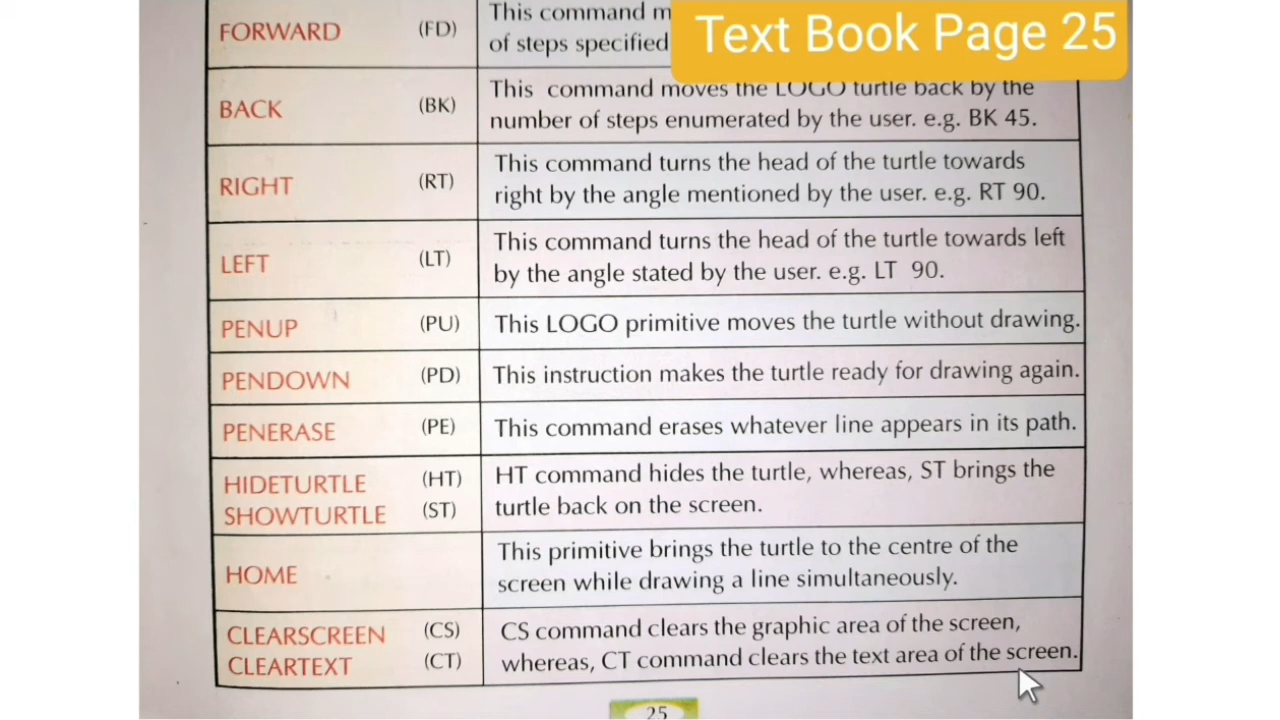 Text Book Page 25
FORWARD (FD) This command m
of steps specified
BACK (BK) This command moves the LOGO turtle back by the
number of steps enumerated by the user. e.g. BK 45.
RIGHT (RT) This command turns the head of the turtle towards
right by the angle mentioned by the user. e.g. RT 90.
LEFT (LT) This command turns the head of the turtle towards left
by the angle stated by the user. e.g. LT 90.
PENUP (PU) This LOGO primitive moves the turtle without drawing.
PENDOWN (PD) This instruction makes the turtle ready for drawing again.
PENERASE (PE) This command erases whatever line appears in its path.
HIDETURTLE (HT) HT command hides the turtle, whereas, ST brings the
SHOWTURTLE (ST) turtle back on the screen.
HOME This primitive brings the turtle to the centre of the
screen while drawing a line simultaneously.
CLEARSCREEN (CS) CS command clears the graphic area of the screen,
CLEARTEXT (CT) whereas, CT command clears the text area of the screen.
25